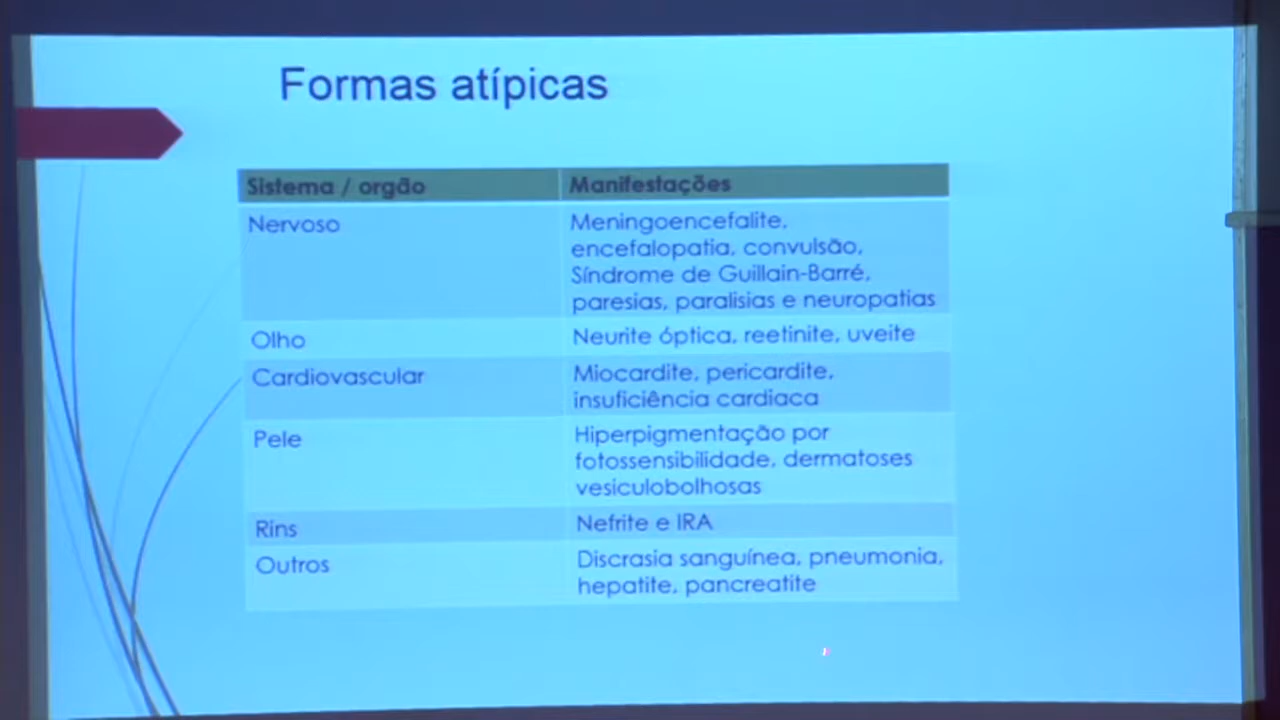 Formas atípicas
Sistema / orgão
Manifestações
Nervoso
Meningoencefalite,
encefalopatia, convulsão,
Síndrome de Guillain-Barré,
paresias, paralisias e neuropatias
Olho
Neurite óptica, reetinite, uveite
Cardiovascular
Miocardite, pericardite,
insuficiência cardiaca
Pele
Hiperpigmentação por
fotossensibilidade, dermatoses
vesiculobolhosas
Rins
Nefrite e IRA
Outros
Discrasia sanguínea, pneumonia,
hepatite, pancreatite